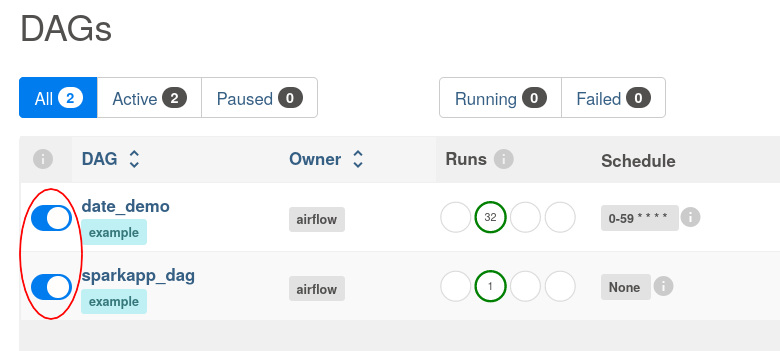 DAGs
All 2 Active 2 Paused 0 Running 0 Failed 0
i DAG Owner Runs i Schedule
date_demo
example airflow 32 0-59 * * * * i
sparkapp_dag
example airflow 1 None i